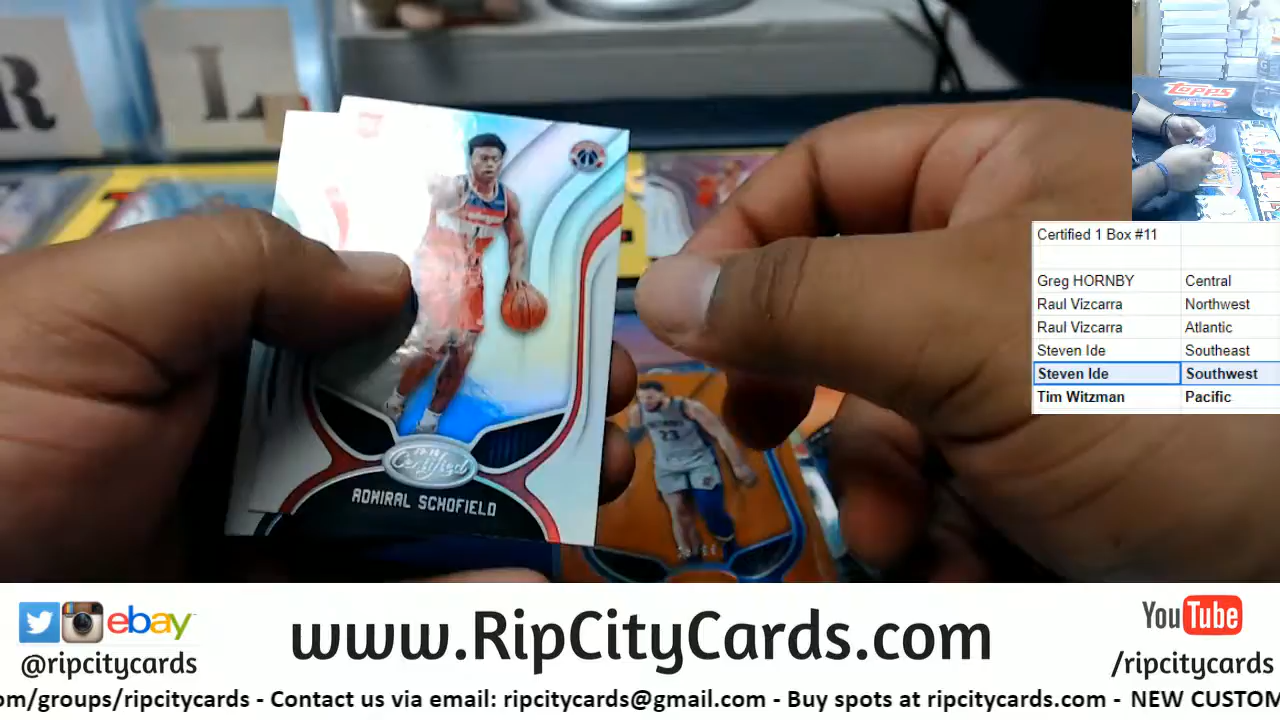 R L
Topps
Certified 1 Box #11
Greg HORNBY Central
Raul Vizcarra Northwest
Raul Vizcarra Atlantic
Steven Ide Southeast
Steven Ide Southwest
Tim Witzman Pacific
23
Certified
ADMIRAL SCHOFIELD
ebay
@ripcitycards
www.RipCityCards.com
YouTube
/ripcitycards
om/groups/ripcitycards - Contact us via email: ripcitycards@gmail.com - Buy spots at ripcitycards.com - NEW CUSTOM